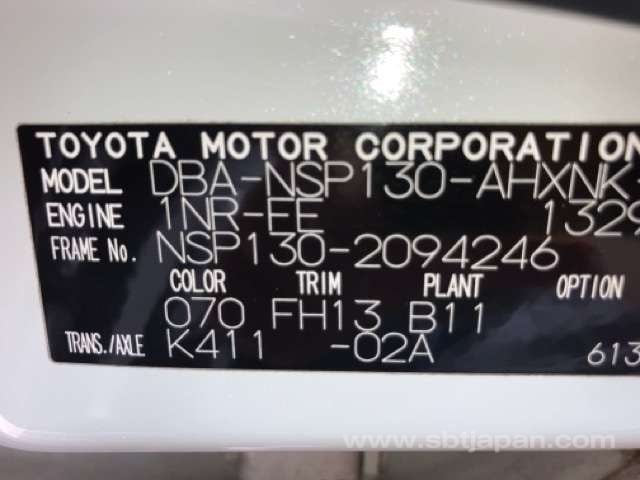 TOYOTA MOTOR CORPORATION
MODEL DBA-NSP130-AHXNK-
ENGINE 1NR-FE 1329
FRAME No. NSP130-2094246
COLOR TRIM PLANT OPTION
070 FH13 B11
TRANS./AXLE K411 -02A 613
www.sbtjapan.com